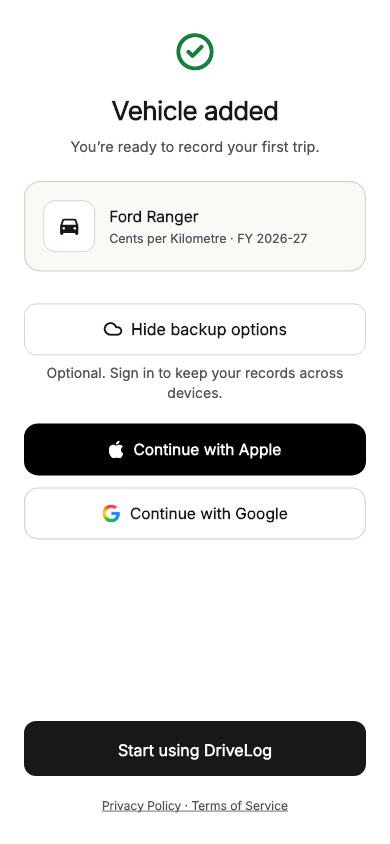 Vehicle added
You're ready to record your first trip.
Ford Ranger
Cents per Kilometre · FY 2026-27
Hide backup options
Optional. Sign in to keep your records across
devices.
Continue with Apple
Continue with Google
Start using DriveLog
Privacy Policy · Terms of Service